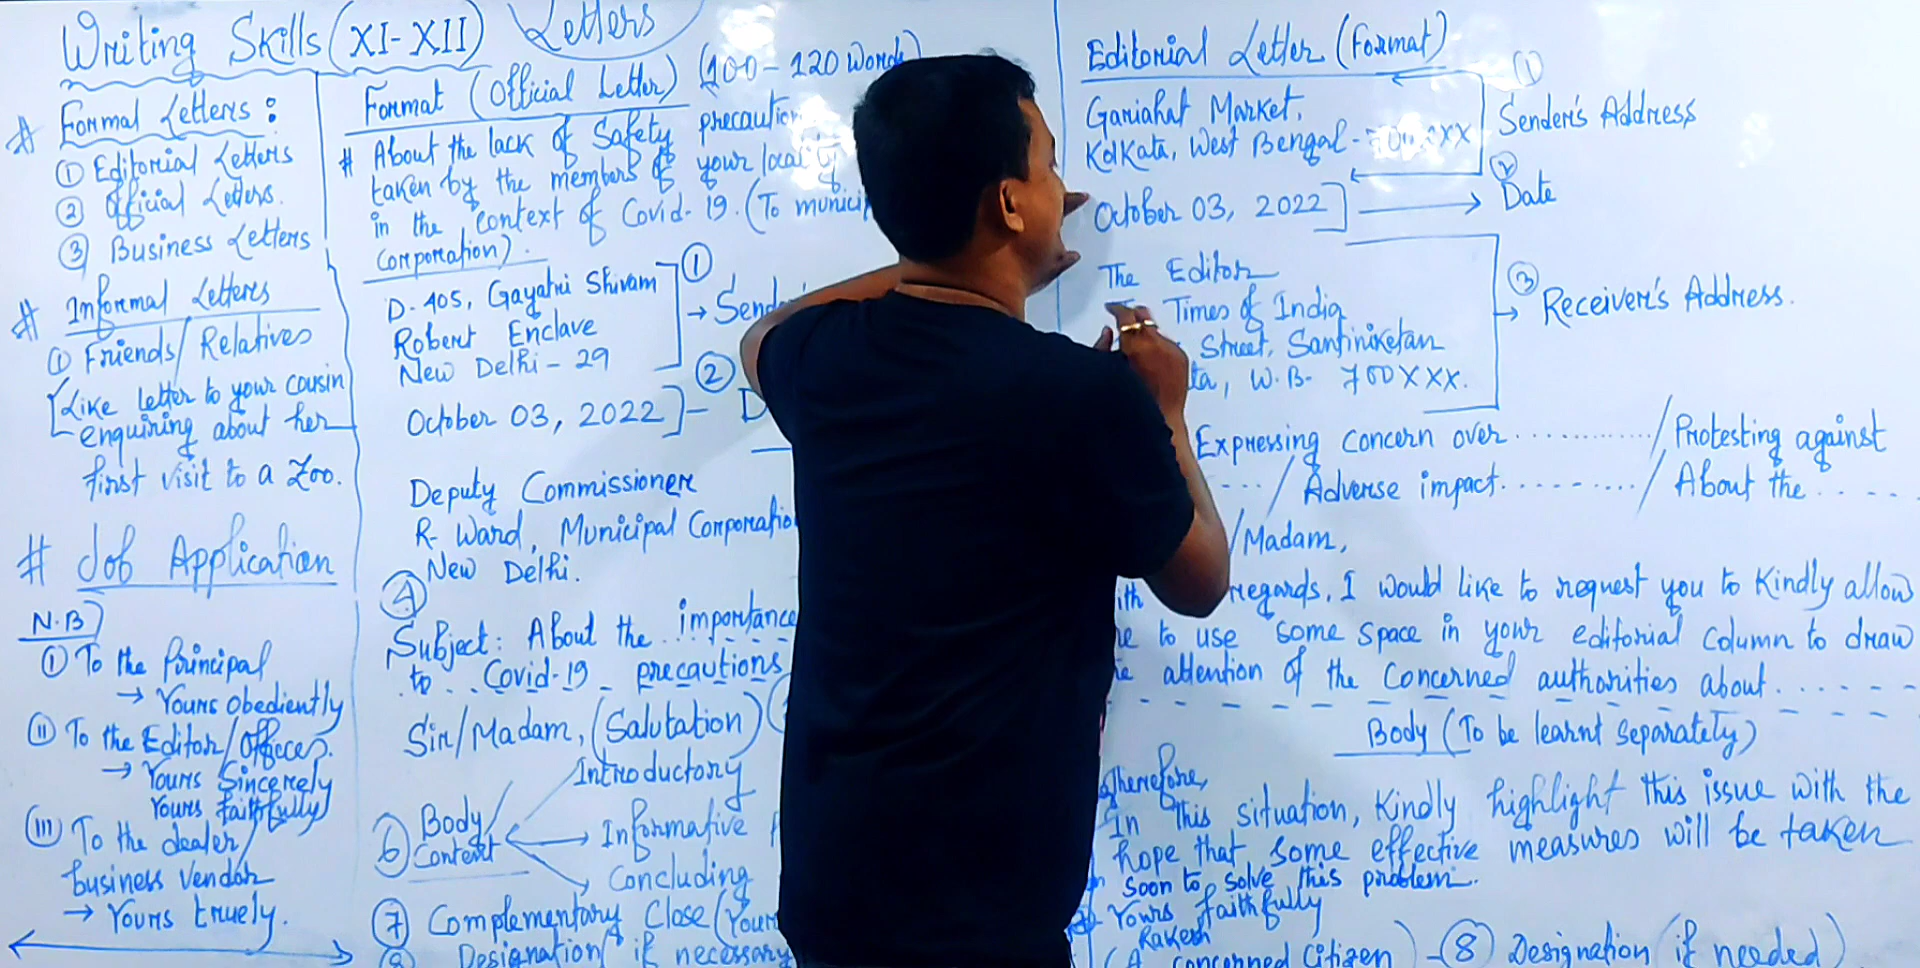 Writing Skills (XI-XII) Letters
# Formal Letters :
① Editorial Letters
② Official Letters.
③ Business Letters
# Informal Letters
① Friends/Relatives
[Like letter to your cousin
enquiring about her
first visit to a Zoo.
# Job Application
N.B)
① To the Principal
→ Yours Obediently
(II) To the Editor/Offices.
→ Yours Sincerely
Yours faithfully
(III) To the dealer/
business vendor
→ Yours truely.
Format (Official Letter) (100-120 Words)
# About the lack of Safety
taken by the members of your locality
in the context of Covid-19. (To
Corporation).
D-405, Gayatri Shivam
Robert Enclave
New Delhi - 29
①
→
October 03, 2022] -
②
Deputy Commissioner
R- Ward, Municipal
New Delhi.
④
Subject: About the .. importance
to .. Covid-19 - precautions
Sir/Madam, (Salutation)
⑥ Body/
Content
Introductory
→ Informative
Concluding
⑦ Complementary Close (
Designation if necessary
Editorial Letter (Format)
Gariahat Market,
Kolkata, West Bengal -
①
Sender's Address
October 03, 2022] →
②
Date
The Editor
Times of India
Street, Santiniketan
W.B- 700XXX.
③
→ Receiver's Address.
Expressing concern over ............/ Protesting against
..../ Adverse impact........../ About the ......
/Madam,
regards, I would like to request you to kindly allow
to use some space in your editorial column to draw
attention of the concerned authorities about......
Body (To be learnt separately)
Therefore,
In this situation, kindly highlight this issue with the
hope that some effective measures will be taken
soon to solve this problem.
Yours faithfully
Rakesh
(A concerned Citizen) - ⑧ Designation (if needed)